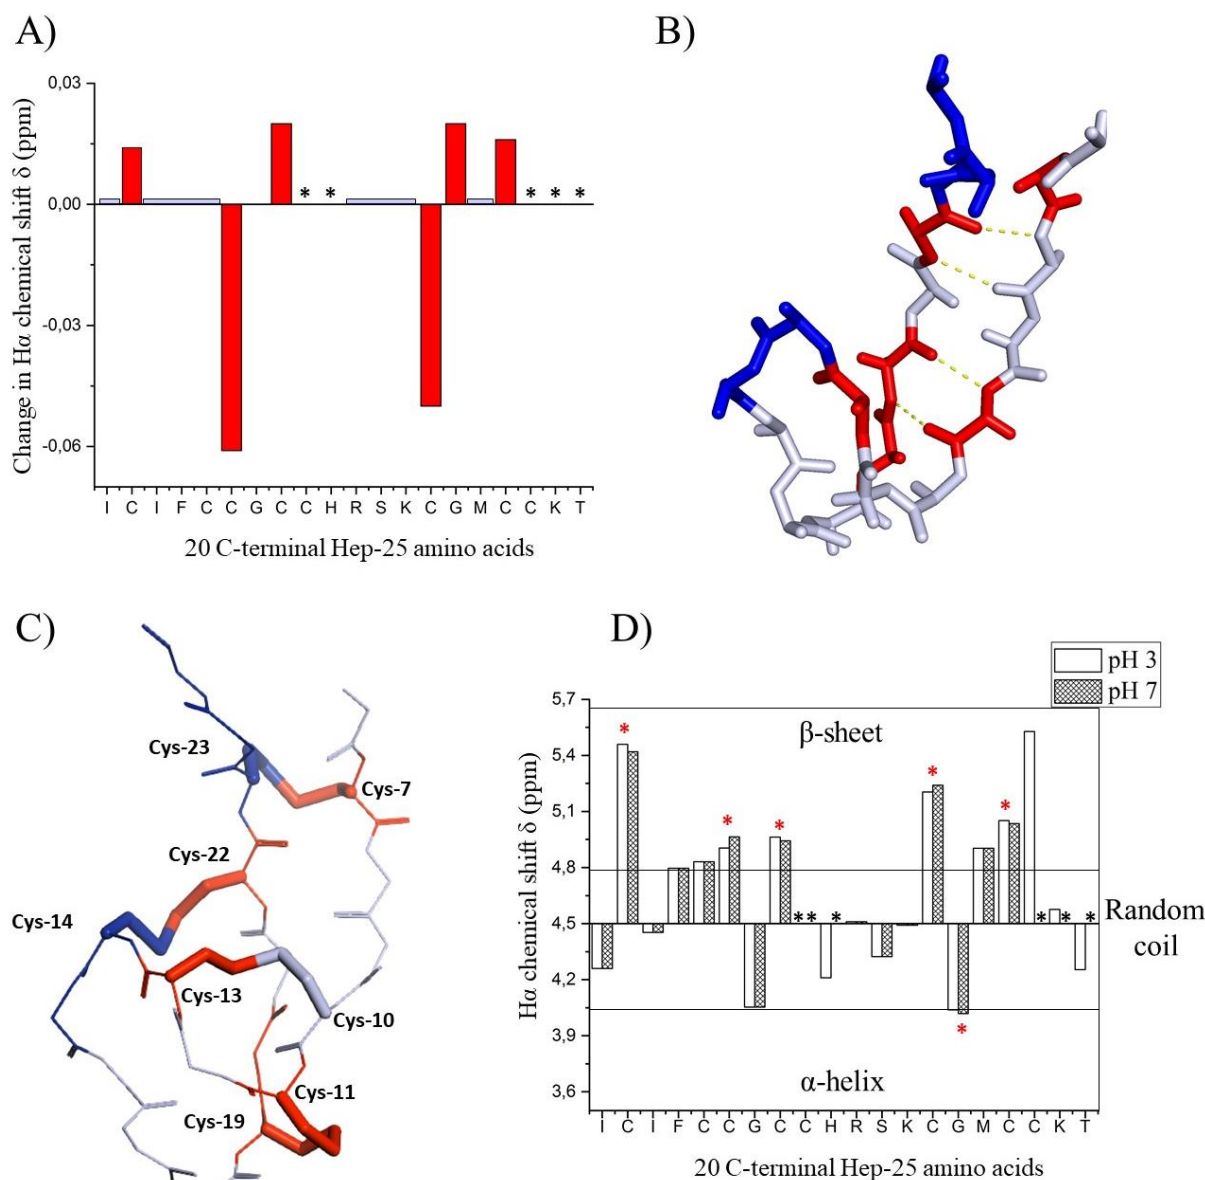 A)
Change in Hα chemical shift δ (ppm)
0,03
0,00
-0,03
-0,06
* * * * *
I C I F C C G C C H R S K C G M C C K T
20 C-terminal Hep-25 amino acids
B)
C)
Cys-23
Cys-7
Cys-22
Cys-14
Cys-13
Cys-10
Cys-11
Cys-19
D)
pH 3
pH 7
Hα chemical shift δ (ppm)
5,7
5,4
5,1
4,8
4,5
4,2
3,9
3,6
β-sheet
Random
coil
α-helix
* * * * * *
* * * * *
I C I F C C G C C H R S K C G M C C K T
20 C-terminal Hep-25 amino acids